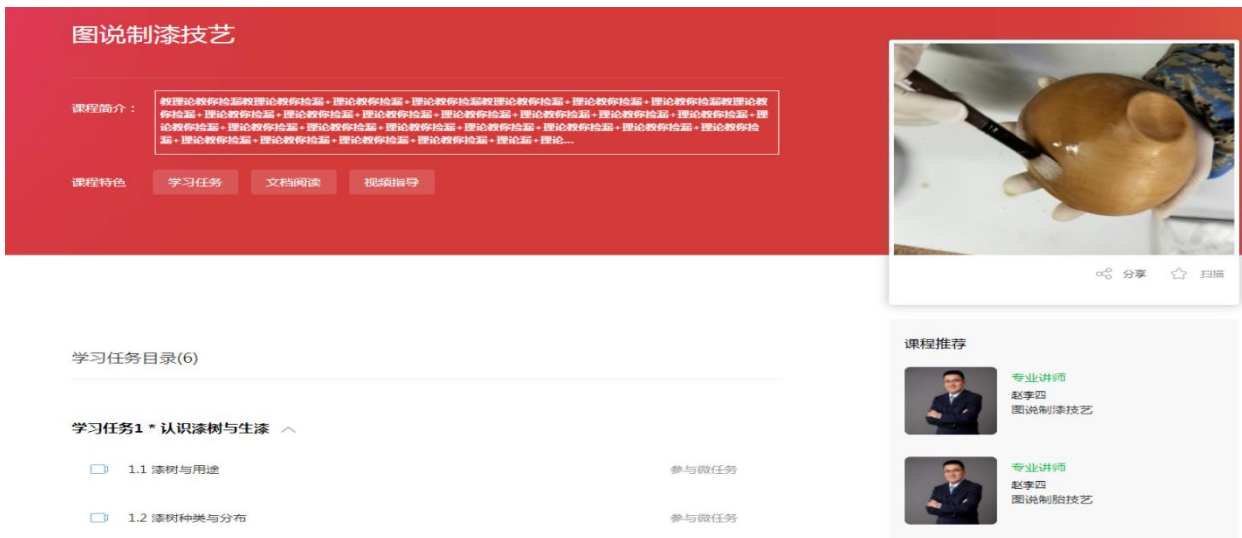 图说制漆技艺
课程简介：
教理论教你捡漏教理论教你捡漏+理论教你捡漏+理论教你捡漏教理论教你捡漏+理论教你捡漏+理论教你捡漏教理论教
你捡漏+理论教你捡漏+理论教你捡漏+理论教你捡漏+理论教你捡漏+理论教你捡漏+理论教你捡漏+理论教你捡漏+理
论教你捡漏+理论教你捡漏+理论教你捡漏+理论教你捡漏+理论教你捡漏+理论教你捡漏+理论教你捡漏+理论教你捡
漏+理论教你捡漏+理论教你捡漏+理论教你捡漏+理论教你捡漏+理论漏+理论...
课程特色
学习任务
文档阅读
视频指导
分享
扫描
学习任务目录(6)
学习任务1 * 认识漆树与生漆
1.1 漆树与用途
参与微任务
1.2 漆树种类与分布
参与微任务
课程推荐
专业讲师
赵李四
图说制漆技艺
专业讲师
赵李四
图说制胎技艺